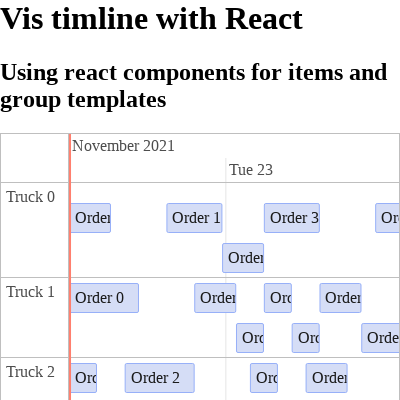 Vis timline with React
Using react components for items and
group templates
November 2021
Tue 23
Truck 0
Order
Order 1
Order 3
Or
Order
Truck 1
Order 0
Order
Orc
Order
Orc
Orc
Orde
Truck 2
Orc
Order 2
Orc
Order